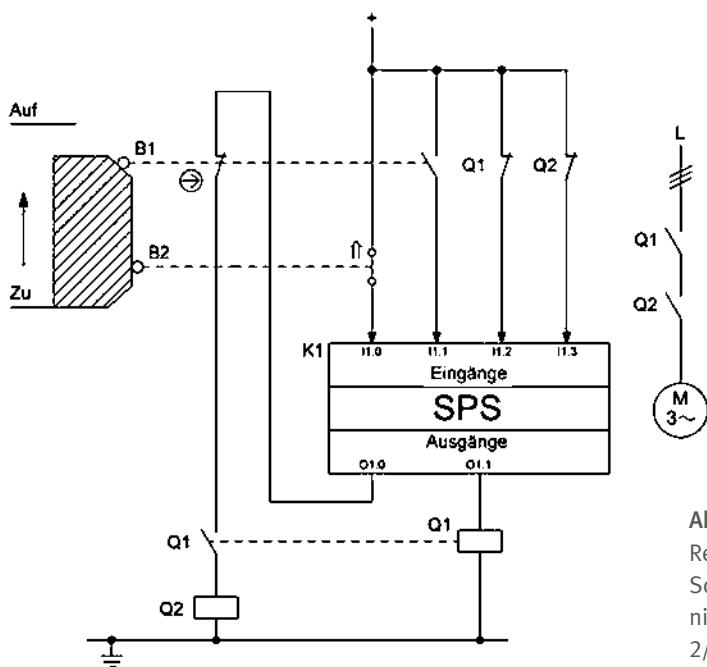 +
Auf
B1
Q1
Q2
L
B2
Zu
Q1
Q2
K1
I1.0
I1.1
I1.2
I1.3
Eingänge
SPS
Ausgänge
O1.0
O1.1
M
3~
Q1
Q1
Q2